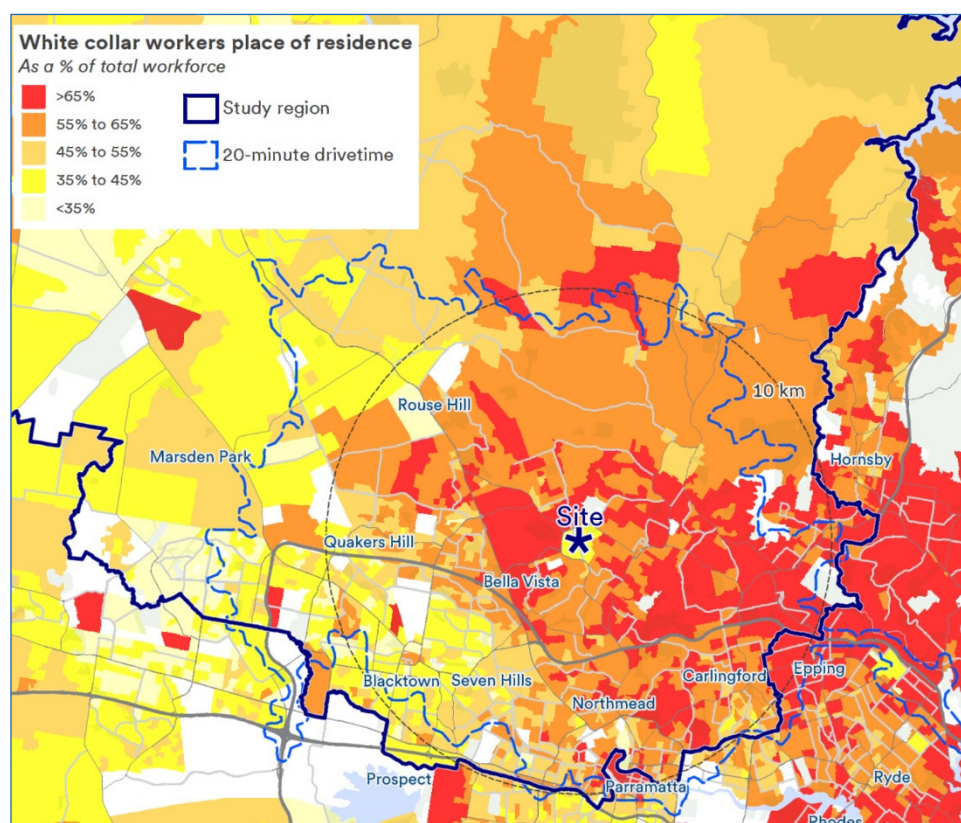 White collar workers place of residence
As a % of total workforce
>65%
55% to 65%
45% to 55%
35% to 45%
<35%
Study region
20-minute drivetime
10 km
Rouse Hill
Hornsby
Marsden Park
Site
Quakers Hill
Bella Vista
Blacktown
Seven Hills
Carlingford
Epping
Northmead
Prospect
Parramatta
Ryde
Rhodes